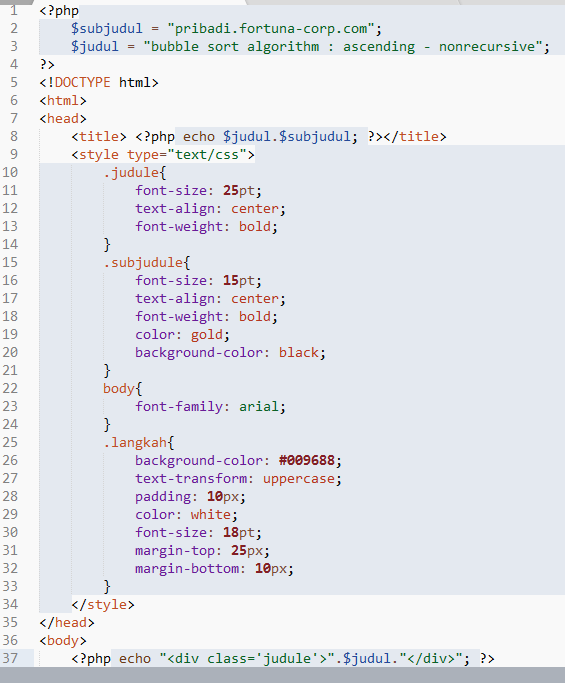 1 <?php
2     $subjudul = "pribadi.fortuna-corp.com";
3     $judul = "bubble sort algorithm : ascending - nonrecursive";
4 ?>
5 <!DOCTYPE html>
6 <html>
7 <head>
8     <title> <?php echo $judul.$subjudul; ?></title>
9     <style type="text/css">
10         .judule{
11             font-size: 25pt;
12             text-align: center;
13             font-weight: bold;
14         }
15         .subjudule{
16             font-size: 15pt;
17             text-align: center;
18             font-weight: bold;
19             color: gold;
20             background-color: black;
21         }
22         body{
23             font-family: arial;
24         }
25         .langkah{
26             background-color: #009688;
27             text-transform: uppercase;
28             padding: 10px;
29             color: white;
30             font-size: 18pt;
31             margin-top: 25px;
32             margin-bottom: 10px;
33         }
34     </style>
35 </head>
36 <body>
37     <?php echo "<div class='judule'>".$judul."</div>"; ?>